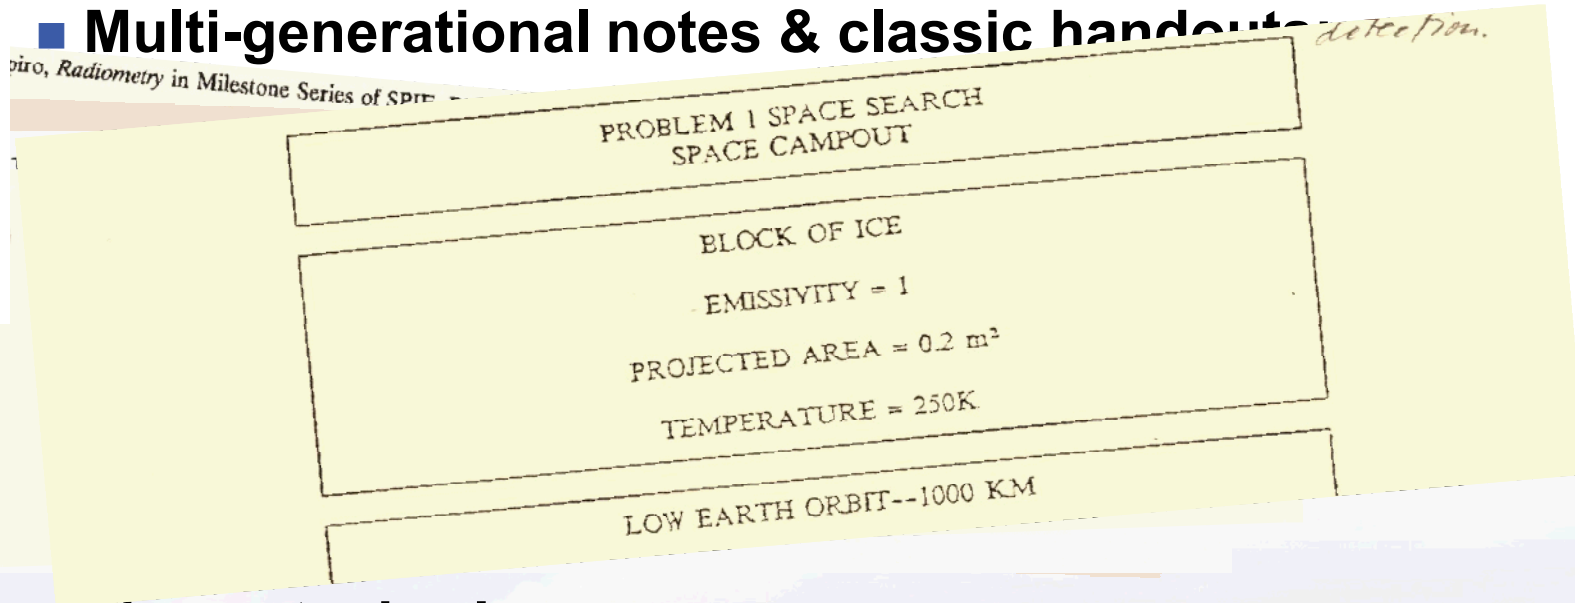 Multi-generational notes & classic handouts
detection.
Radiometry in Milestone Series of SPIE
PROBLEM 1 SPACE SEARCH
SPACE CAMPOUT
BLOCK OF ICE
EMISSIVITY = 1
PROJECTED AREA = 0.2 m²
TEMPERATURE = 250K
LOW EARTH ORBIT--1000 KM